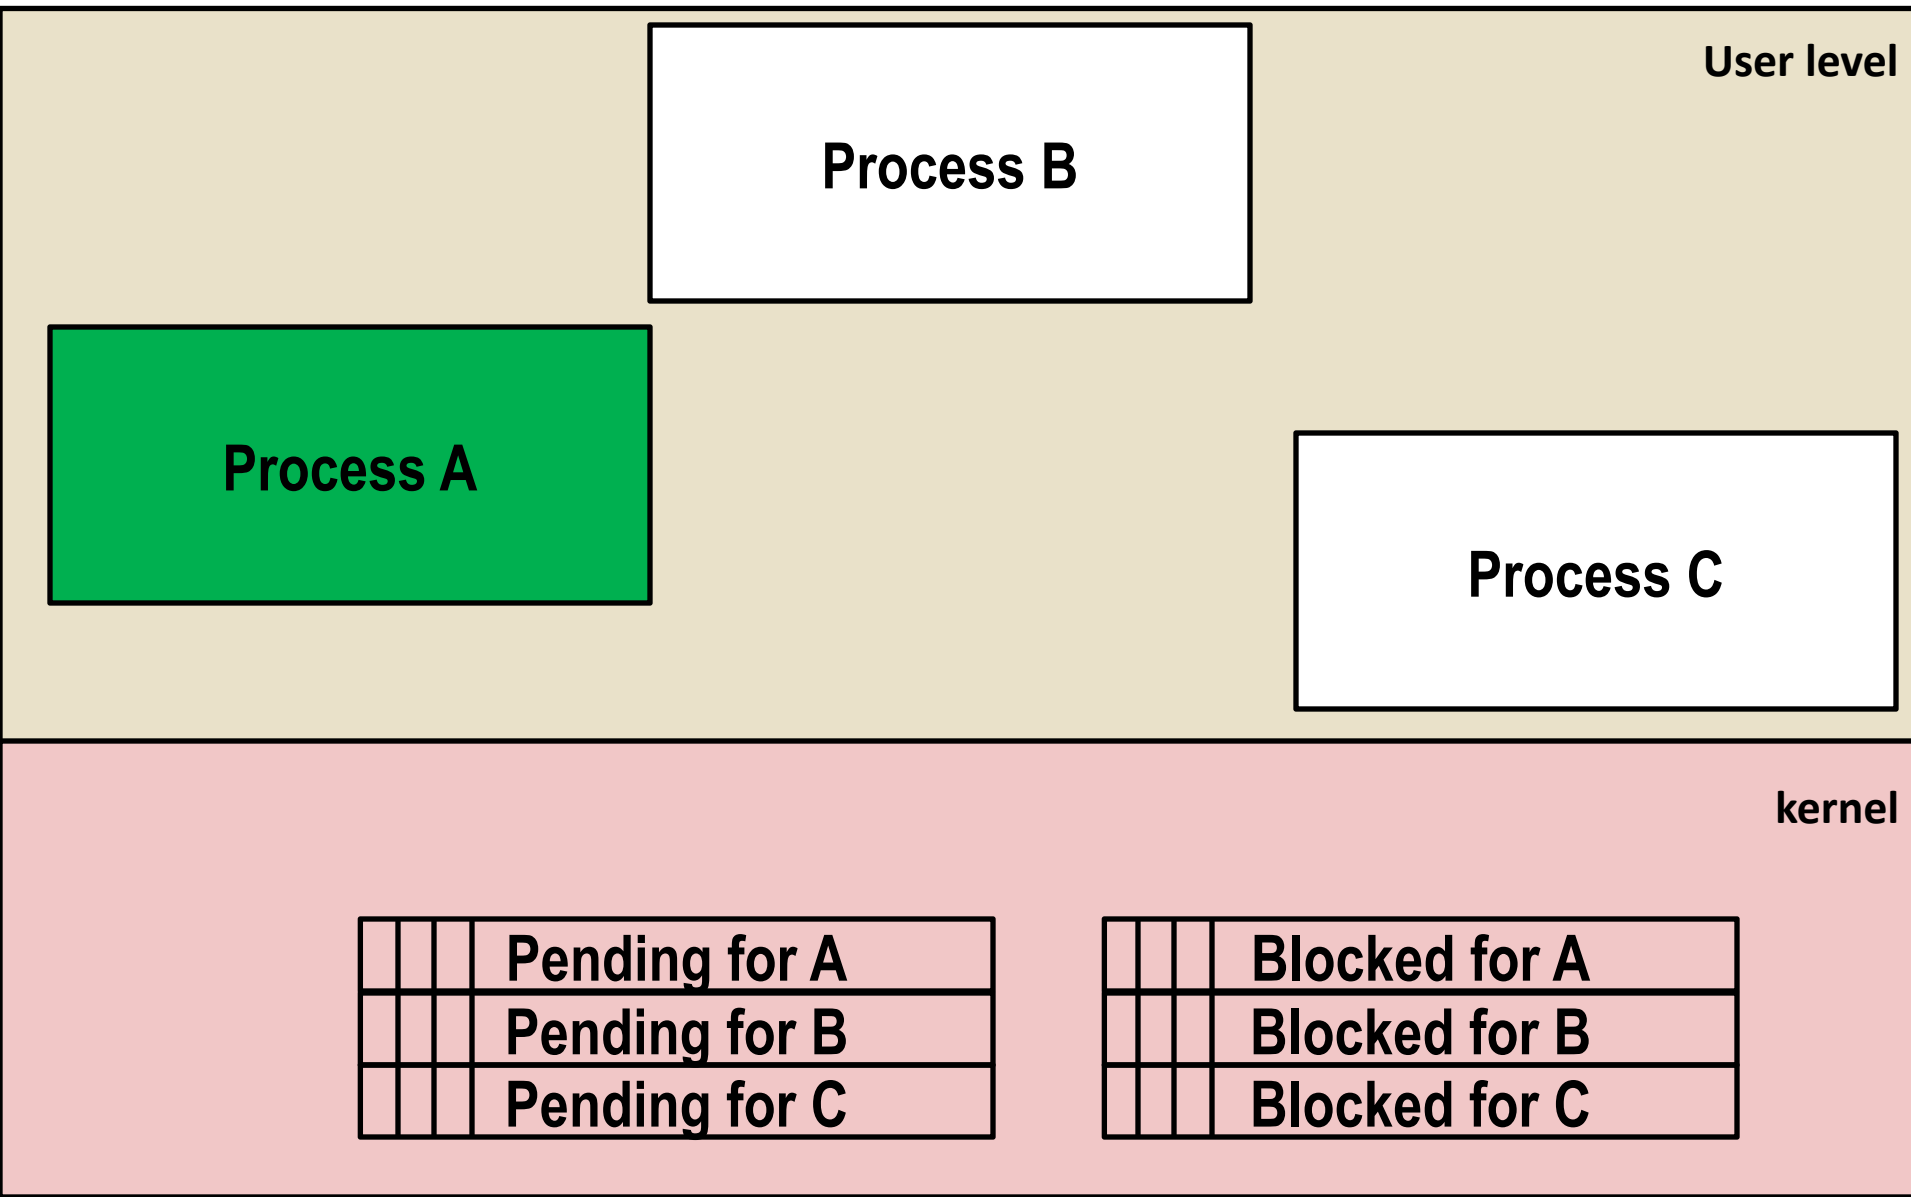 User level
Process B
Process A
Process C
kernel
Pending for A
Pending for B
Pending for C
Blocked for A
Blocked for B
Blocked for C